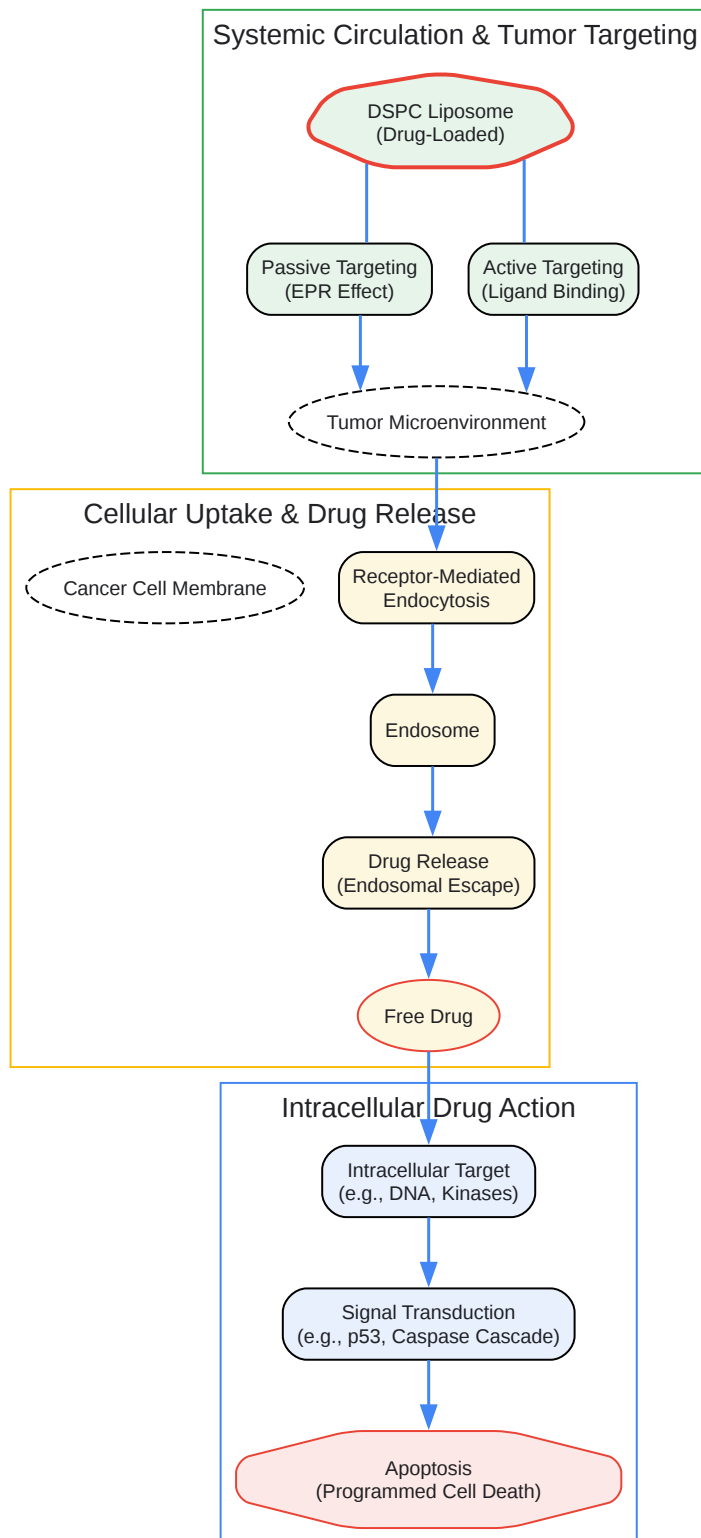 Systemic Circulation & Tumor Targeting
DSPC Liposome
(Drug-Loaded)
Passive Targeting
(EPR Effect)
Active Targeting
(Ligand Binding)
Tumor Microenvironment
Cellular Uptake & Drug Release
Cancer Cell Membrane
Receptor-Mediated
Endocytosis
Endosome
Drug Release
(Endosomal Escape)
Free Drug
Intracellular Drug Action
Intracellular Target
(e.g., DNA, Kinases)
Signal Transduction
(e.g., p53, Caspase Cascade)
Apoptosis
(Programmed Cell Death)